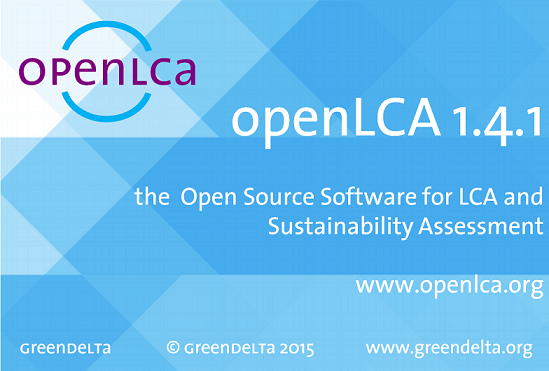 openLCa
openLCA 1.4.1
the Open Source Software for LCA and
Sustainability Assessment
www.openlca.org
GreenDeLTa © GreenDeLTa 2015 www.greendelta.org